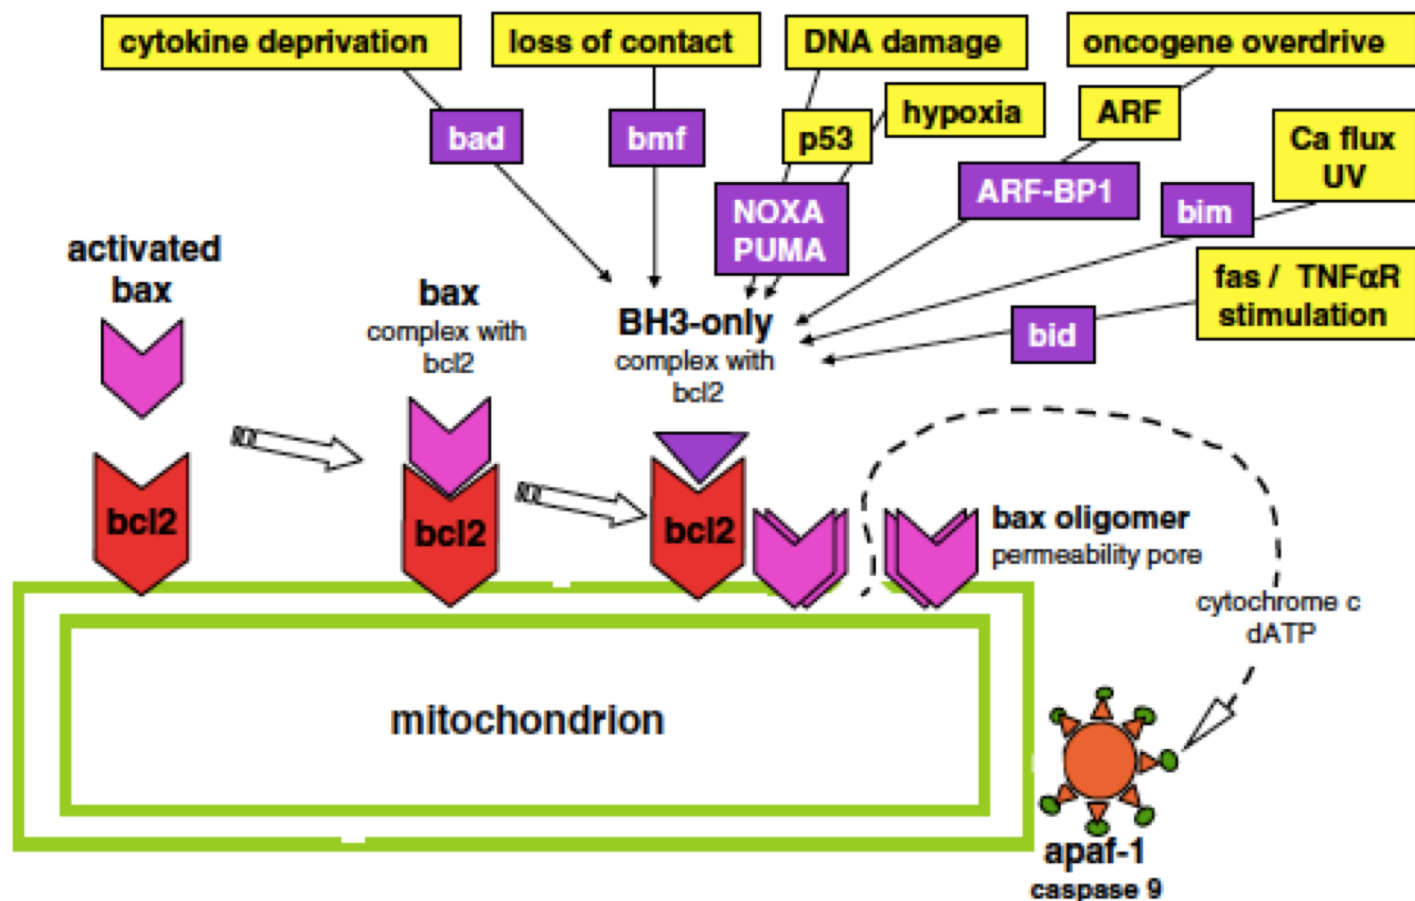 cytokine deprivation
loss of contact
DNA damage
oncogene overdrive
hypoxia
ARF
p53
bad
bmf
Ca flux
UV
NOXA
PUMA
ARF-BP1
bim
fas / TNFαR
stimulation
bid
activated
bax
bax
complex with
bcl2
BH3-only
complex with
bcl2
bcl2
bcl2
bcl2
bax oligomer
permeability pore
cytochrome c
dATP
mitochondrion
apaf-1
caspase 9